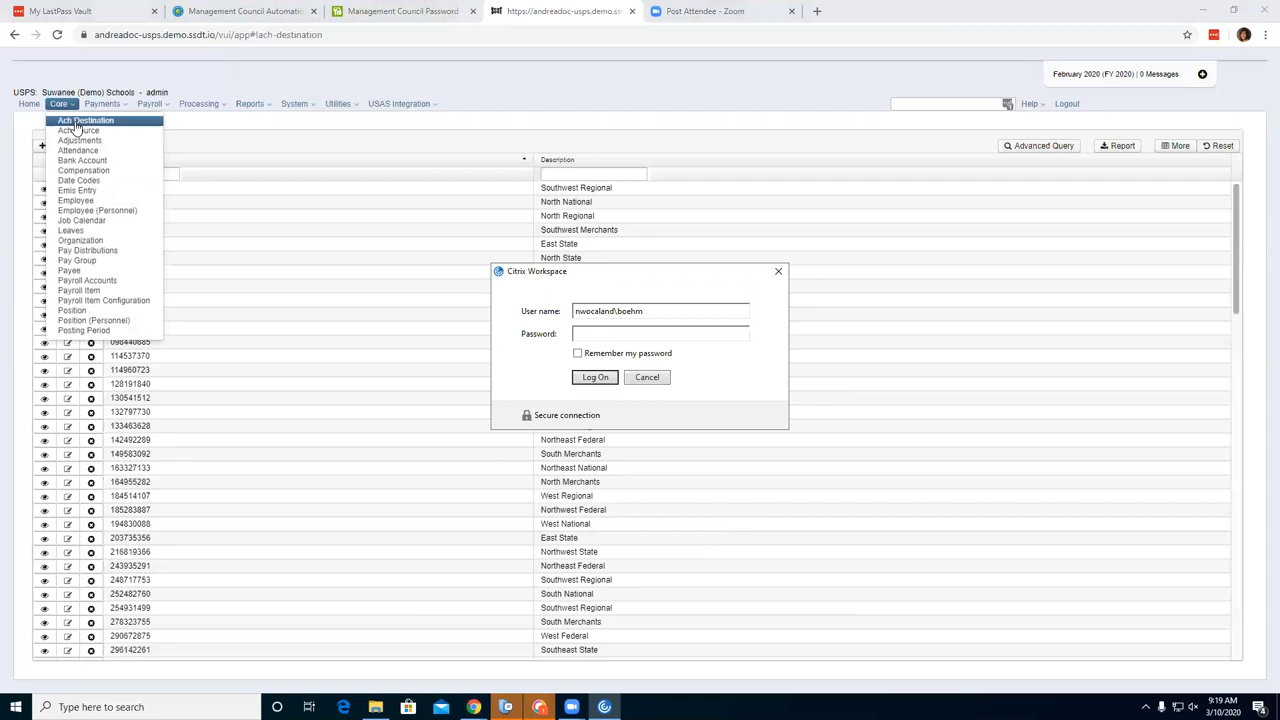 My LastPass Vault
Management Council Automatio
Management Council Password
https://andreadoc-usps.demo.ssdt.io
Post Attendee - Zoom
andreadoc-usps.demo.ssdt.io/vui/app#lach-destination
February 2020 (FY 2020) | 0 Messages
USPS: Suwanee (Demo) Schools - admin
Home Core Payments Payroll Processing Reports System Utilities USAS Integration Help Logout
Ach Destination
Ach Source
Adjustments
Attendance
Bank Account
Compensation
Date Codes
Emis Entry
Employee
Employee (Personnel)
Job Calendar
Leaves
Organization
Pay Distributions
Pay Group
Payee
Payroll Accounts
Payroll Item
Payroll Item Configuration
Position
Position (Personnel)
Posting Period
Advanced Query Report More Reset
Description
Southwest Regional
North National
North Regional
Southwest Merchants
East State
North State
Citrix Workspace
User name: nwocaland\boehm
Password:
Remember my password
Log On Cancel
Secure connection
098440885
114537370
114960723
128191840
130541512
132797730
133463628
142492289 Northeast Federal
149583092 South Merchants
163327133 Northeast National
164955282 North Merchants
184514107 West Regional
185283887 Northwest Federal
194830088 West National
203735356 East State
216819366 Northwest State
243935291 Northeast Federal
248717753 Southwest Regional
252482760 South National
254931499 Southwest Regional
278323755 South Merchants
290672875 West Federal
296142261 Southeast State
Type here to search
9:19 AM
3/10/2020
4